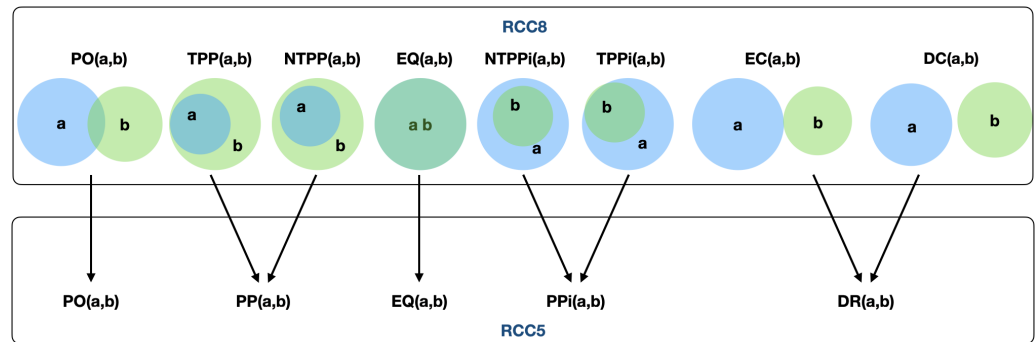 RCC8
PO(a,b) TPP(a,b) NTPP(a,b) EQ(a,b) NTPPi(a,b) TPPi(a,b) EC(a,b) DC(a,b)
a b a b a b a b b a b a a b a b
PO(a,b) PP(a,b) EQ(a,b) PPi(a,b) DR(a,b)
RCC5